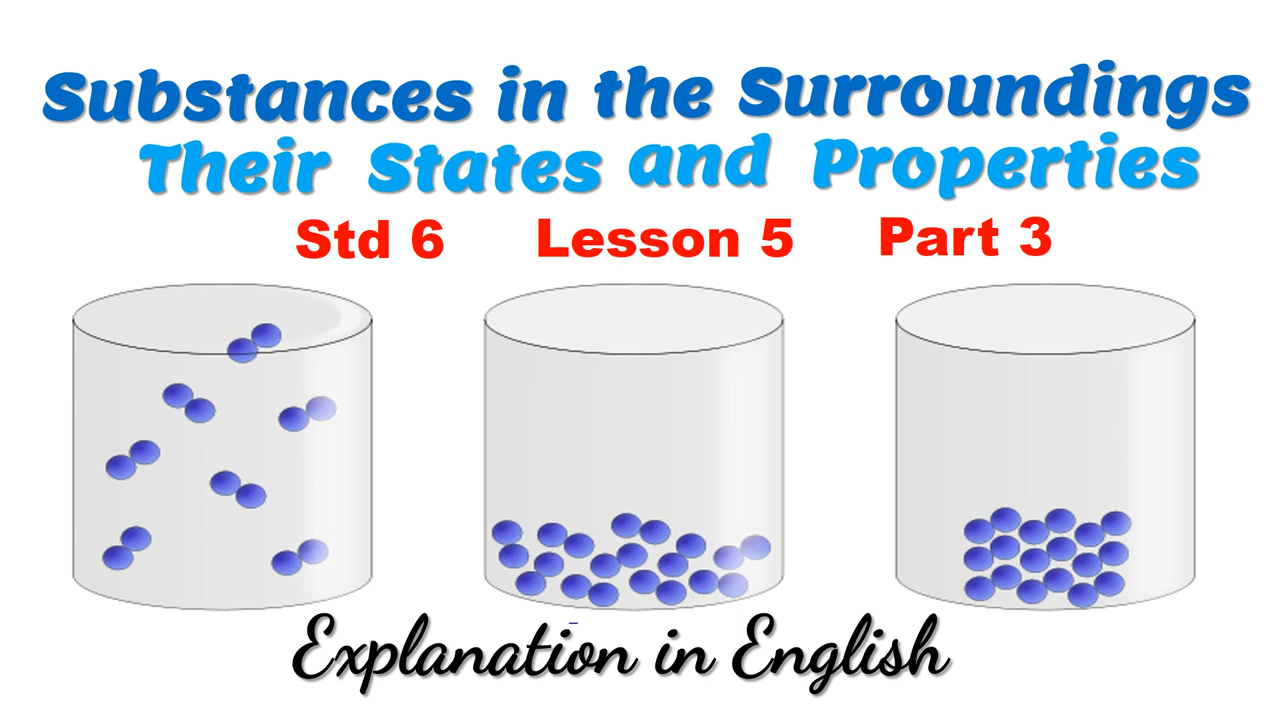 Substances in the Surroundings
Their States and Properties
Std 6 Lesson 5 Part 3
Explanation in English